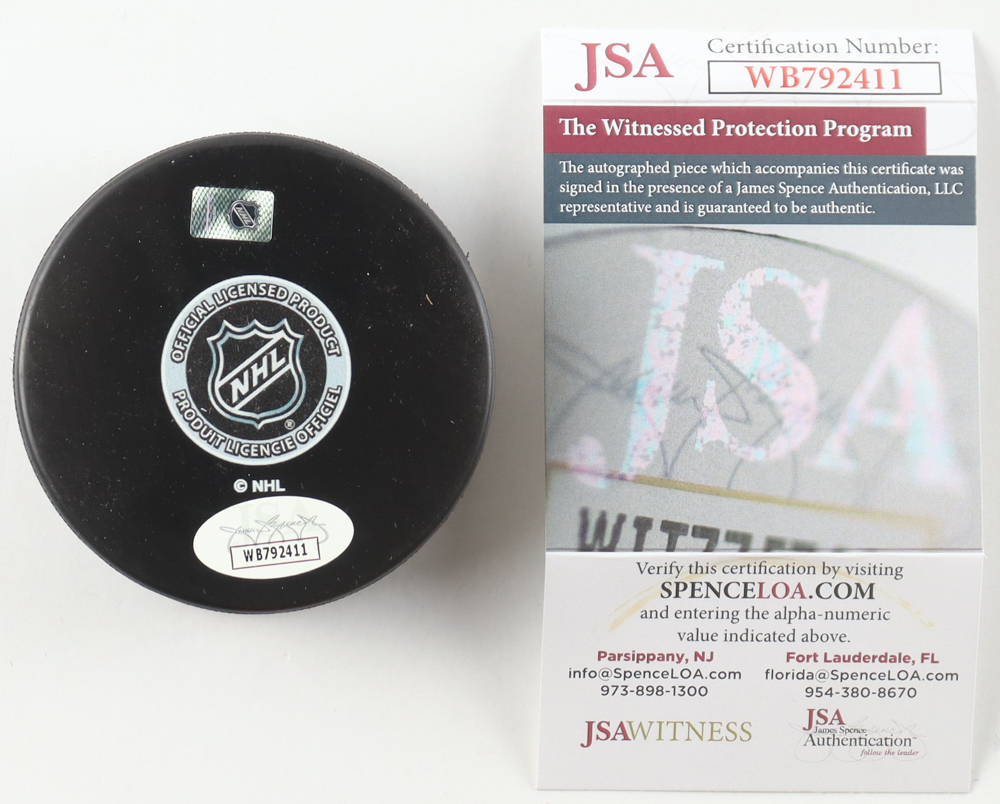 NHL
OFFICIAL LICENSED PRODUCT
NHL
®
PRODUIT LICENCIE OFFICIEL
© NHL
WB792411
JSA
Certification Number:
WB792411
The Witnessed Protection Program
The autographed piece which accompanies this certificate was
signed in the presence of a James Spence Authentication, LLC
representative and is guaranteed to be authentic.
JSA
Verify this certification by visiting
SPENCELOA.COM
and entering the alpha-numeric
value indicated above.
Parsippany, NJ
info@SpenceLOA.com
973-898-1300
Fort Lauderdale, FL
florida@SpenceLOA.com
954-380-8670
JSAWITNESS
JSA
James Spence
Authentication
follow the leader